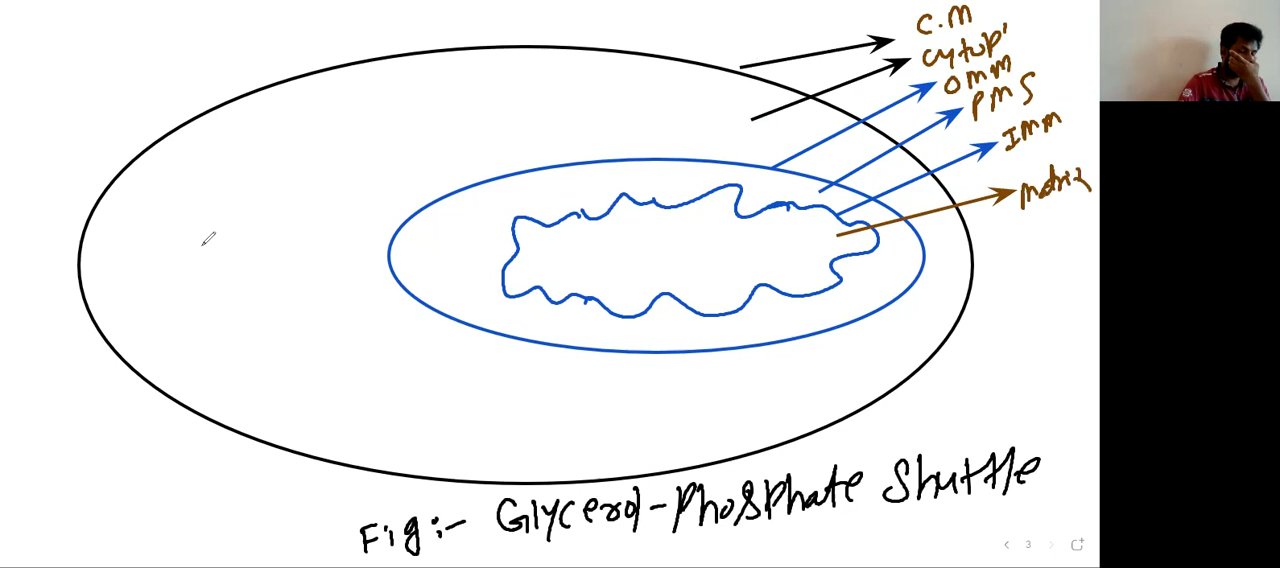 C.M
cytop'
OMM
PMS
IMM
matrix
Fig:- Glycerol-Phosphate Shuttle
3